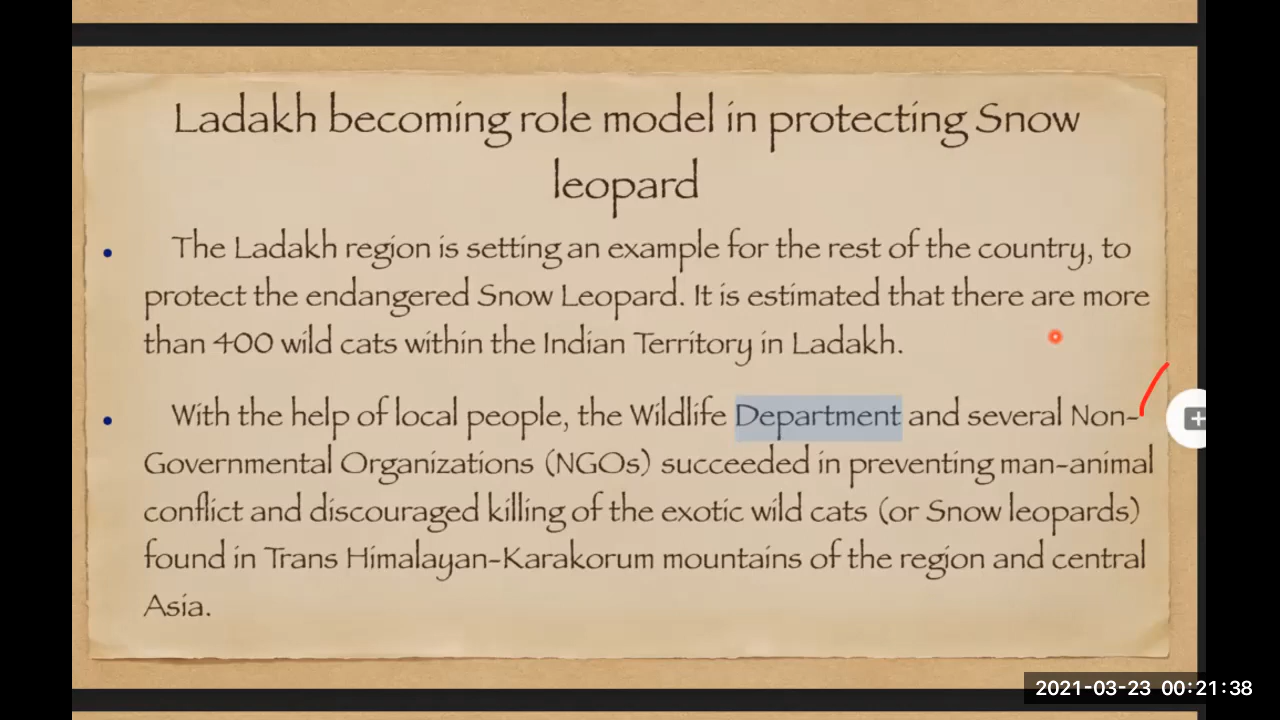 Ladakh becoming role model in protecting Snow
leopard
• The Ladakh region is setting an example for the rest of the country, to
protect the endangered Snow Leopard. It is estimated that there are more
than 400 wild cats within the Indian Territory in Ladakh.
• With the help of local people, the Wildlife Department and several Non-
Governmental Organizations (NGOs) succeeded in preventing man-animal
conflict and discouraged killing of the exotic wild cats (or Snow leopards)
found in Trans Himalayan-Karakorum mountains of the region and central
Asia.
2021-03-23 00:21:38